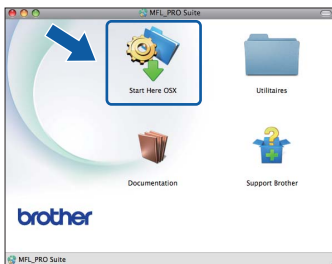 MFL_PRO Suite
Start Here OSX
Utilitaires
Documentation
Support Brother
brother
MFL_PRO Suite